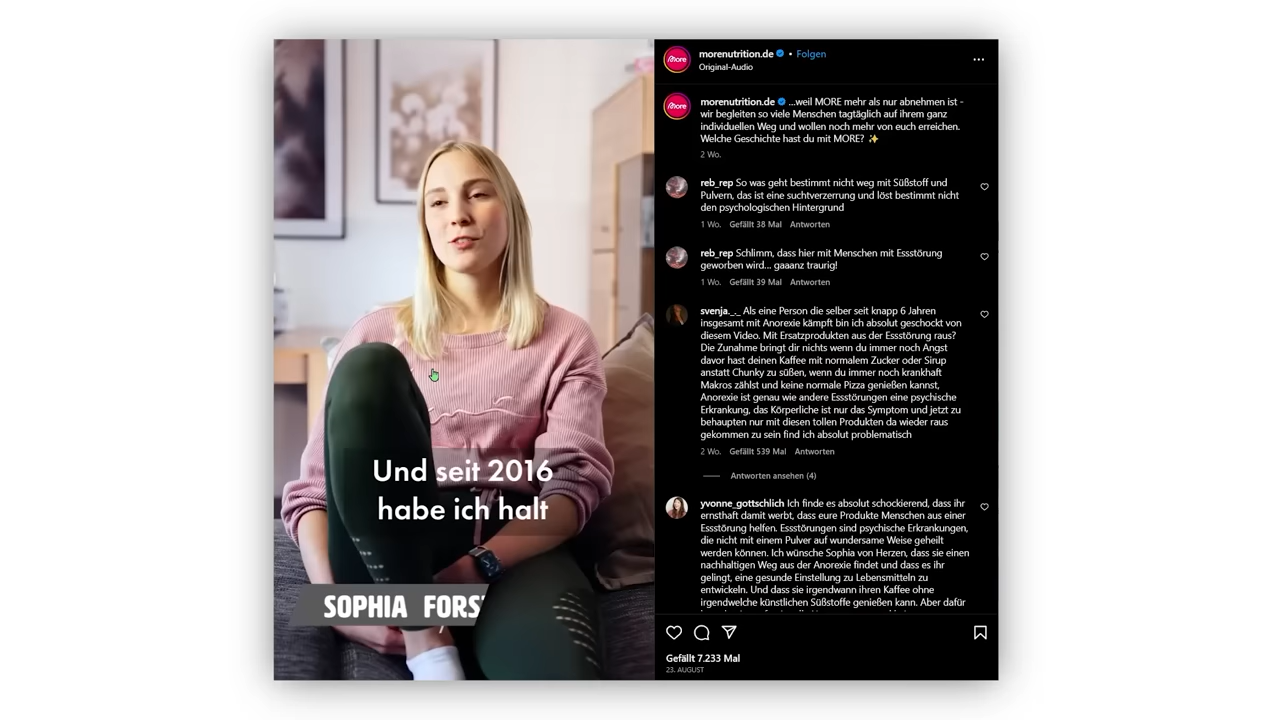 Und seit 2016
habe ich halt
SOPHIA FORS
more
morenutrition.de • Folgen
Original-Audio
more
morenutrition.de ...weil MORE mehr als nur abnehmen ist -
wir begleiten so viele Menschen tagtäglich auf ihrem ganz
individuellen Weg und wollen noch mehr von euch erreichen.
Welche Geschichte hast du mit MORE? ✨
2 Wo.
reb_rep So was geht bestimmt nicht weg mit Süßstoff und
Pulvern, das ist eine suchtverzerrung und löst bestimmt nicht
den psychologischen Hintergrund
1 Wo. Gefällt 38 Mal Antworten
reb_rep Schlimm, dass hier mit Menschen mit Essstörung
geworben wird... gaaanz traurig!
1 Wo. Gefällt 39 Mal Antworten
svenja._._ Als eine Person die selber seit knapp 6 Jahren
insgesamt mit Anorexie kämpft bin ich absolut geschockt von
diesem Video. Mit Ersatzprodukten aus der Essstörung raus?
Die Zunahme bringt dir nichts wenn du immer noch Angst
davor hast deinen Kaffee mit normalem Zucker oder Sirup
anstatt Chunky zu süßen, wenn du immer noch krankhaft
Makros zählst und keine normale Pizza genießen kannst,
Anorexie ist genau wie andere Essstörungen eine psychische
Erkrankung, das Körperliche ist nur das Symptom und jetzt zu
behaupten nur mit diesen tollen Produkten da wieder raus
gekommen zu sein find ich absolut problematisch
2 Wo. Gefällt 539 Mal Antworten
Antworten ansehen (4)
yvonne_gottschlich Ich finde es absolut schockierend, dass ihr
ernsthaft damit werbt, dass eure Produkte Menschen aus einer
Essstörung helfen. Essstörungen sind psychische Erkrankungen,
die nicht mit einem Pulver auf wundersame Weise geheilt
werden können. Ich wünsche Sophia von Herzen, dass sie einen
nachhaltigen Weg aus der Anorexie findet und dass es ihr
gelingt, eine gesunde Einstellung zu Lebensmitteln zu
entwickeln. Und dass sie irgendwann ihren Kaffee ohne
irgendwelche künstlichen Süßstoffe genießen kann. Aber dafür
Gefällt 7.233 Mal
23. AUGUST